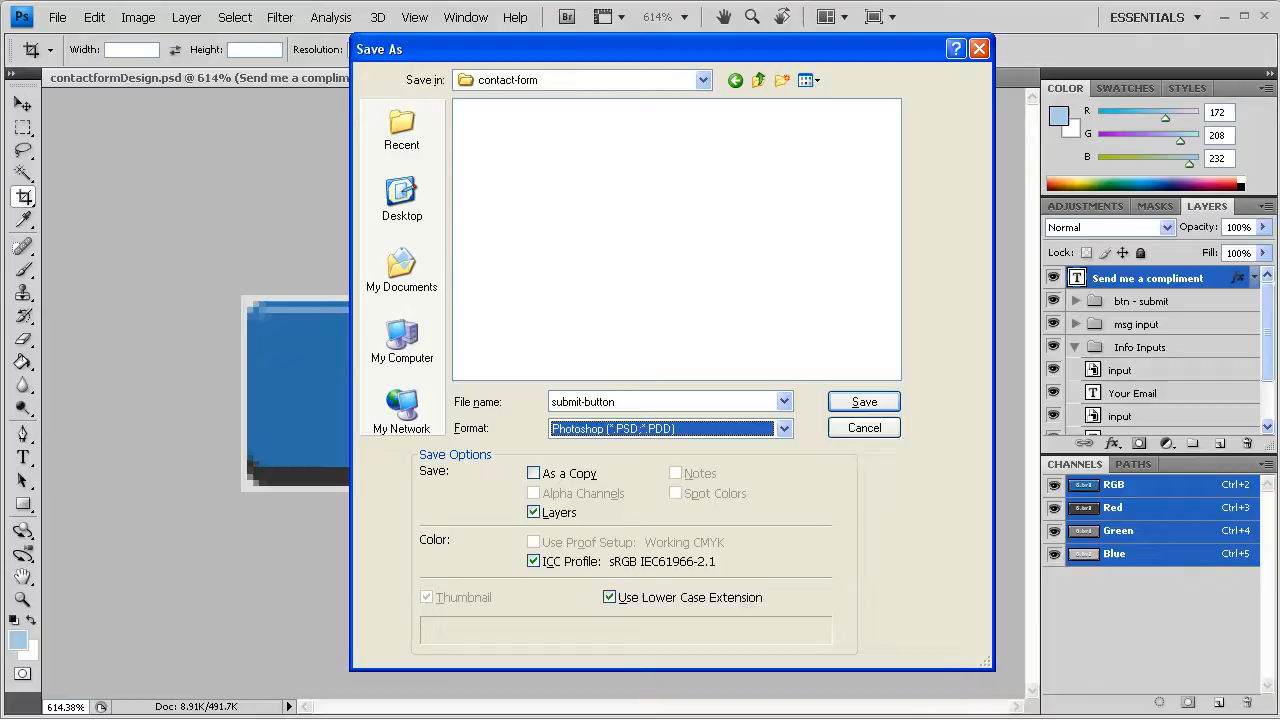 Ps File Edit Image Layer Select Filter Analysis 3D View Window Help Br 614% ESSENTIALS
Width: Height: Resolution:
contactformDesign.psd @ 614% (Send me a complim
Save As
Save in: contact-form
Recent
Desktop
My Documents
My Computer
My Network
File name: submit-button Save
Format: Photoshop (*.PSD;*.PDD) Cancel
Save Options
Save: As a Copy Notes
Alpha Channels Spot Colors
Layers
Color: Use Proof Setup: Working CMYK
ICC Profile: sRGB IEC61966-2.1
Thumbnail Use Lower Case Extension
COLOR SWATCHES STYLES
R 172
G 208
B 232
ADJUSTMENTS MASKS LAYERS
Normal Opacity: 100%
Lock: Fill: 100%
T Send me a compliment fx
btn - submit
msg input
Info Inputs
input
T Your Email
input
fx.
CHANNELS PATHS
RGB Ctrl+2
Red Ctrl+3
Green Ctrl+4
Blue Ctrl+5
614.38% Doc: 8.91K/491.7K